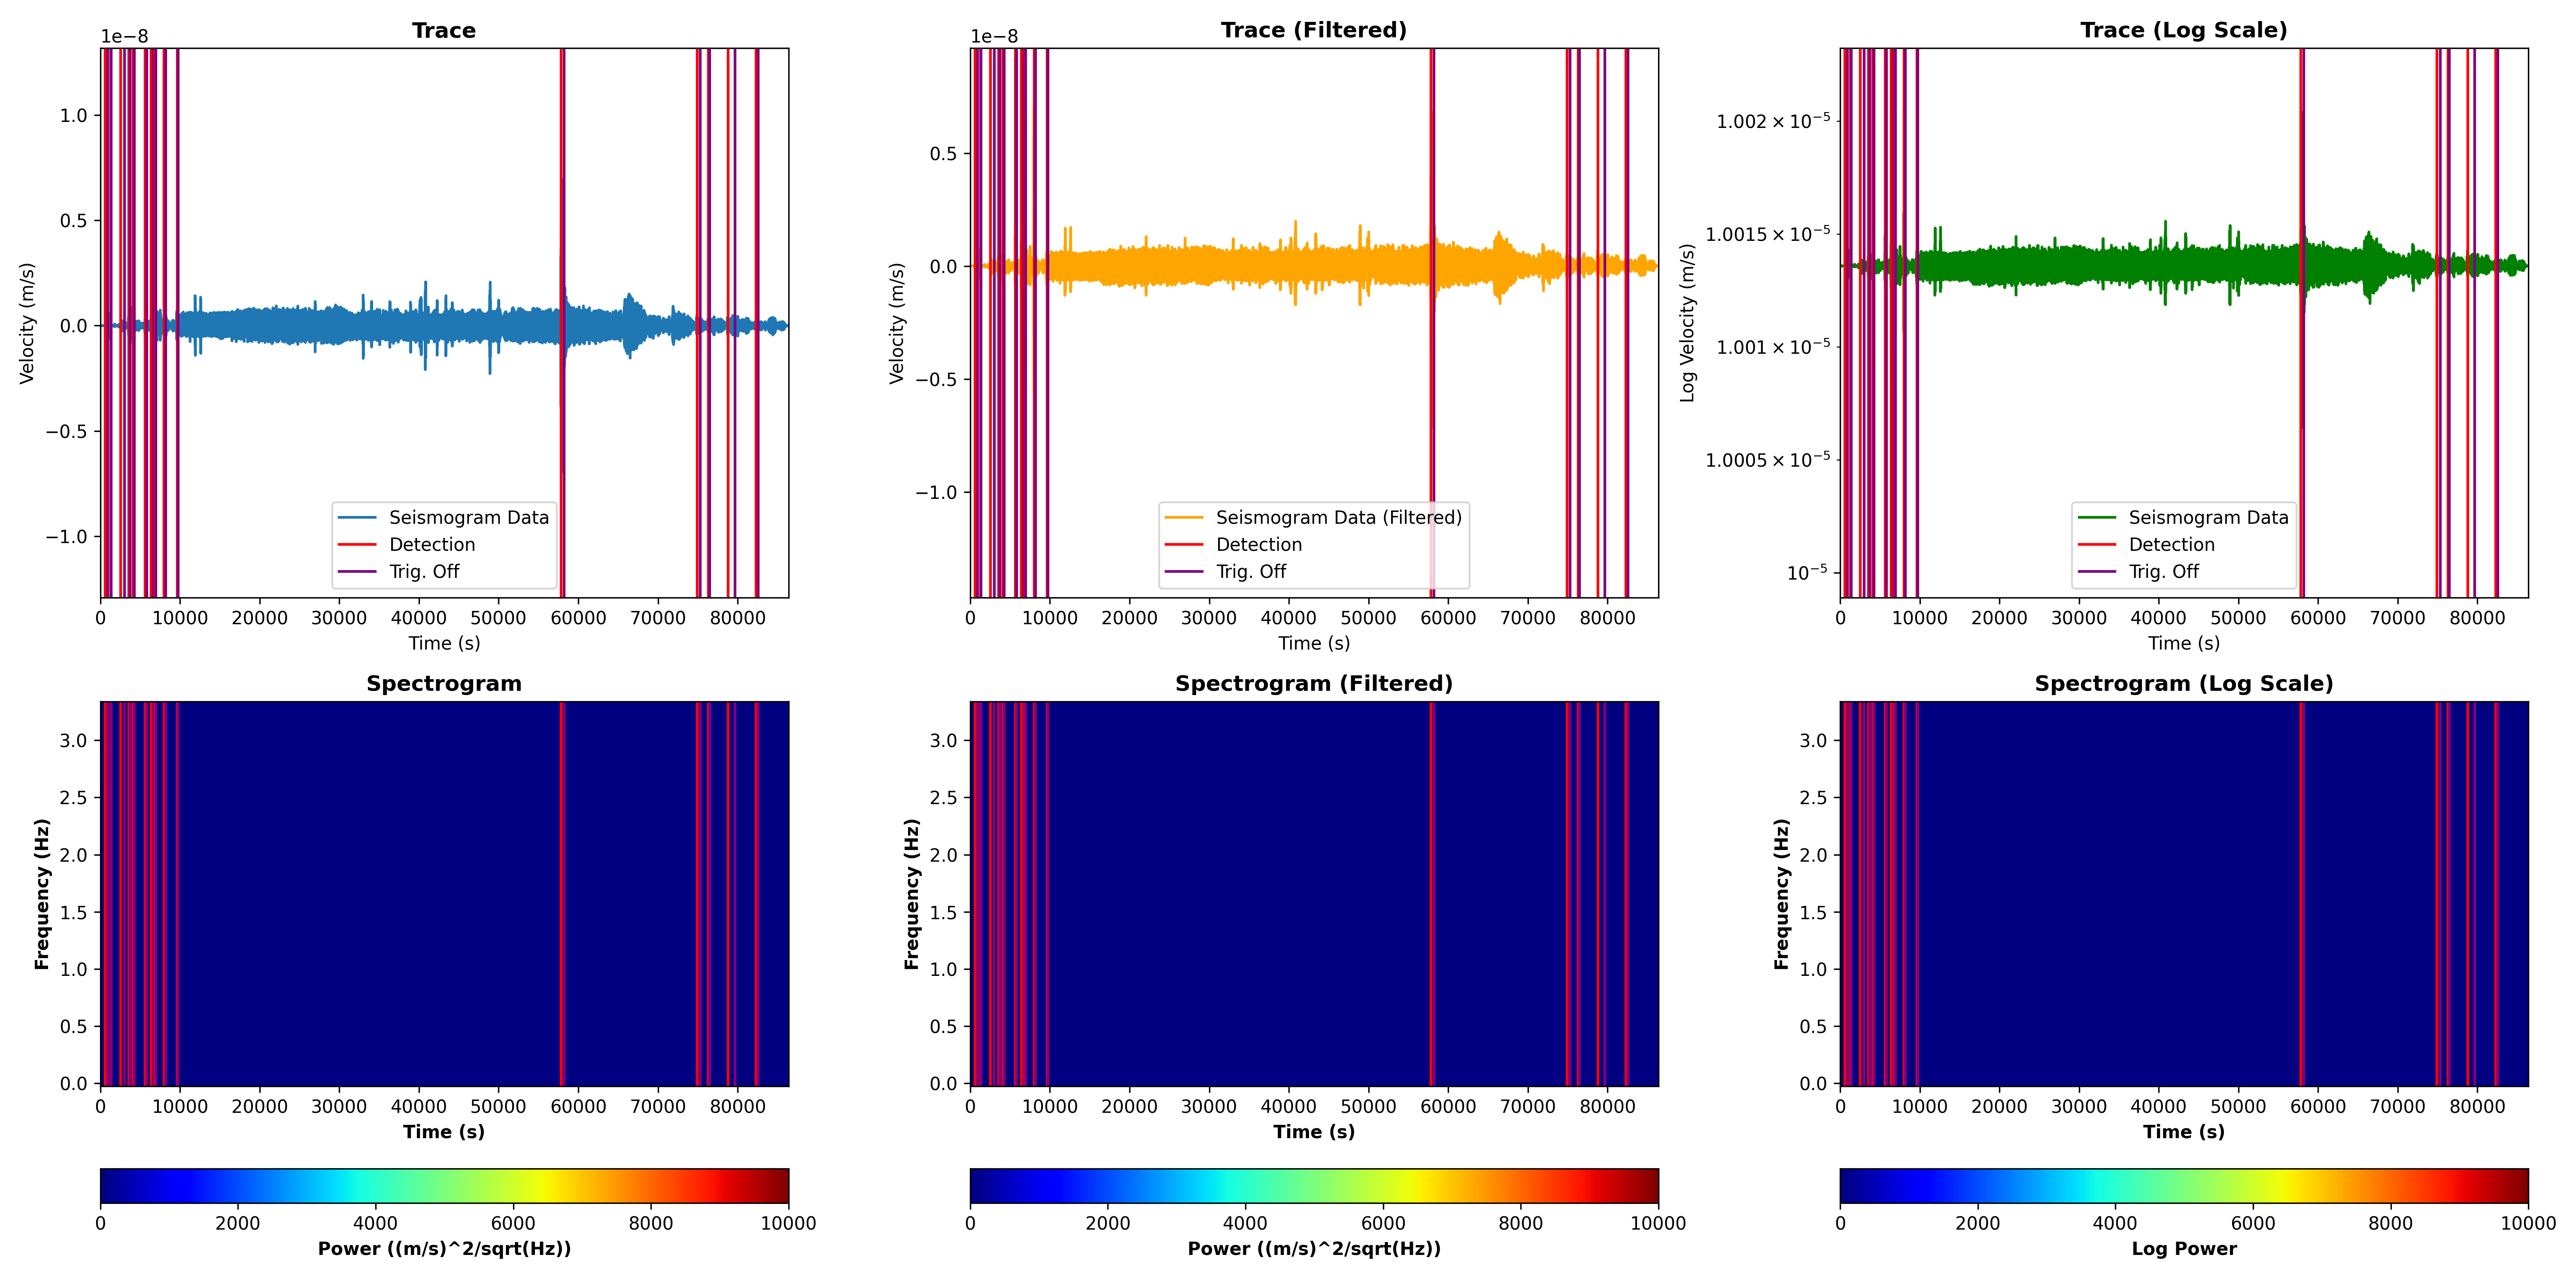 Trace
1e−8
1.0
0.5
0.0
−0.5
−1.0
Velocity (m/s)
Seismogram Data
Detection
Trig. Off
0 10000 20000 30000 40000 50000 60000 70000 80000
Time (s)
Trace (Filtered)
1e−8
0.5
0.0
−0.5
−1.0
Velocity (m/s)
Seismogram Data (Filtered)
Detection
Trig. Off
0 10000 20000 30000 40000 50000 60000 70000 80000
Time (s)
Trace (Log Scale)
1.002 × 10⁻⁵
1.0015 × 10⁻⁵
1.001 × 10⁻⁵
1.0005 × 10⁻⁵
10⁻⁵
Log Velocity (m/s)
Seismogram Data
Detection
Trig. Off
0 10000 20000 30000 40000 50000 60000 70000 80000
Time (s)
Spectrogram
3.0
2.5
2.0
1.5
1.0
0.5
0.0
Frequency (Hz)
0 10000 20000 30000 40000 50000 60000 70000 80000
Time (s)
0 2000 4000 6000 8000 10000
Power ((m/s)^2/sqrt(Hz))
Spectrogram (Filtered)
3.0
2.5
2.0
1.5
1.0
0.5
0.0
Frequency (Hz)
0 10000 20000 30000 40000 50000 60000 70000 80000
Time (s)
0 2000 4000 6000 8000 10000
Power ((m/s)^2/sqrt(Hz))
Spectrogram (Log Scale)
3.0
2.5
2.0
1.5
1.0
0.5
0.0
Frequency (Hz)
0 10000 20000 30000 40000 50000 60000 70000 80000
Time (s)
0 2000 4000 6000 8000 10000
Log Power